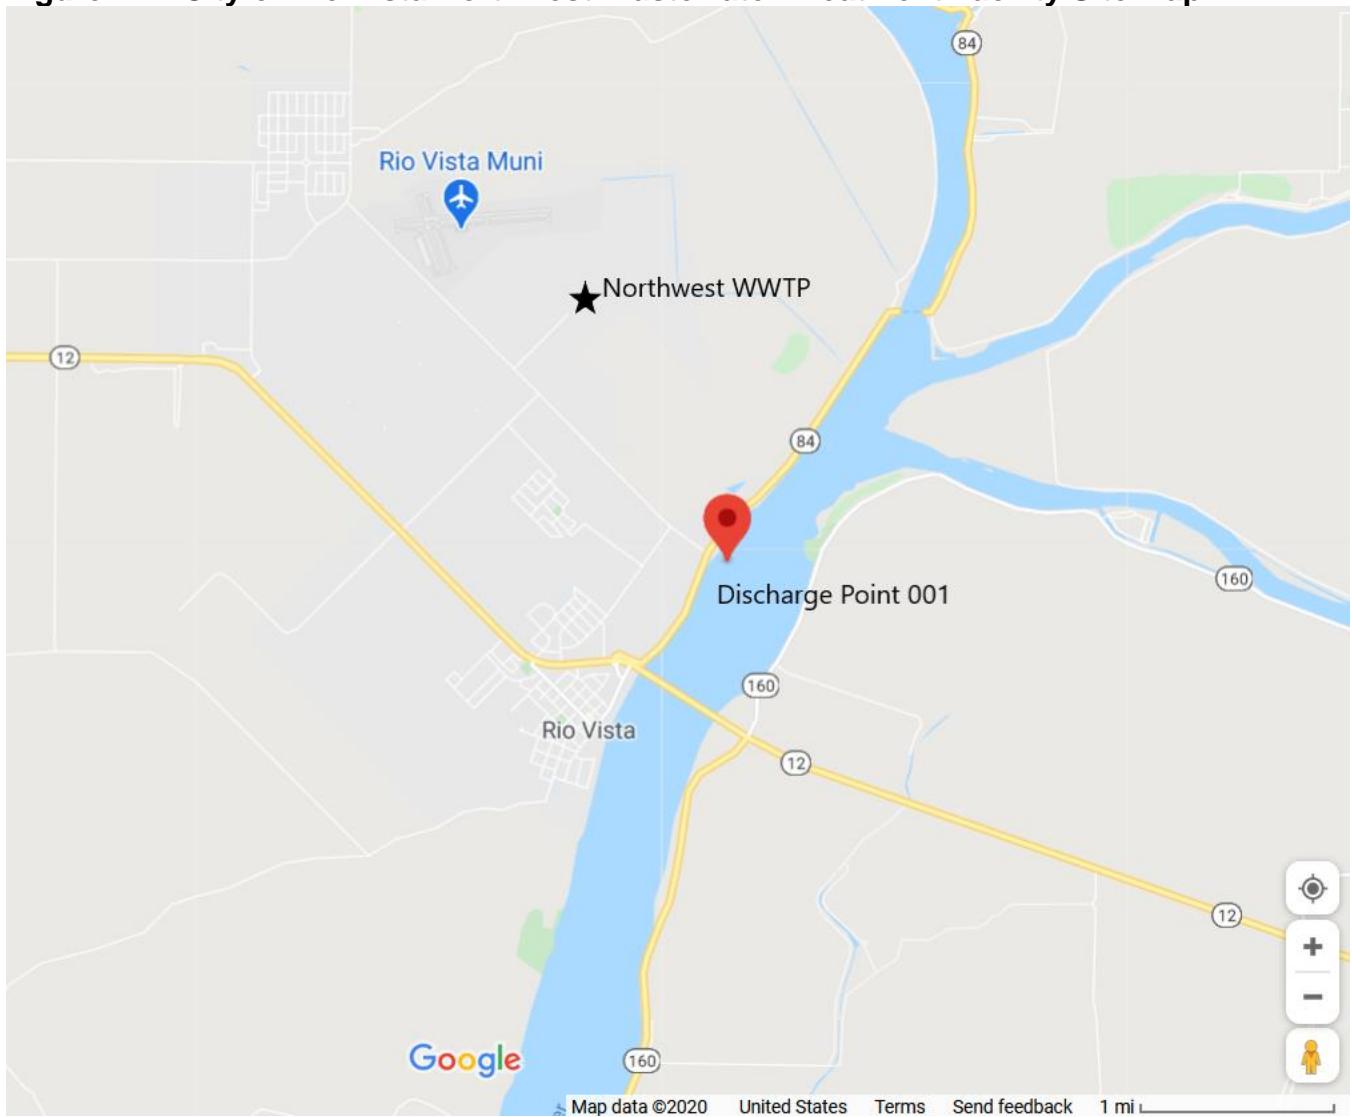 84
Rio Vista Muni
Northwest WWTP
12
84
Discharge Point 001
160
160
Rio Vista
12
12
Google
160
Map data ©2020 United States Terms Send feedback 1 mi